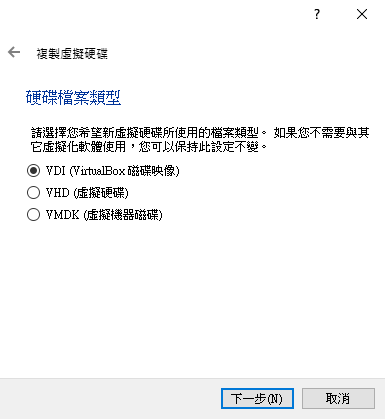 ?
複製虛擬硬碟
硬碟檔案類型
請選擇您希望新虛擬硬碟所使用的檔案類型。 如果您不需要與其
它虛擬化軟體使用，您可以保持此設定不變。
VDI (VirtualBox 磁碟映像)
VHD (虛擬硬碟)
VMDK (虛擬機器磁碟)
下一步(N) 取消